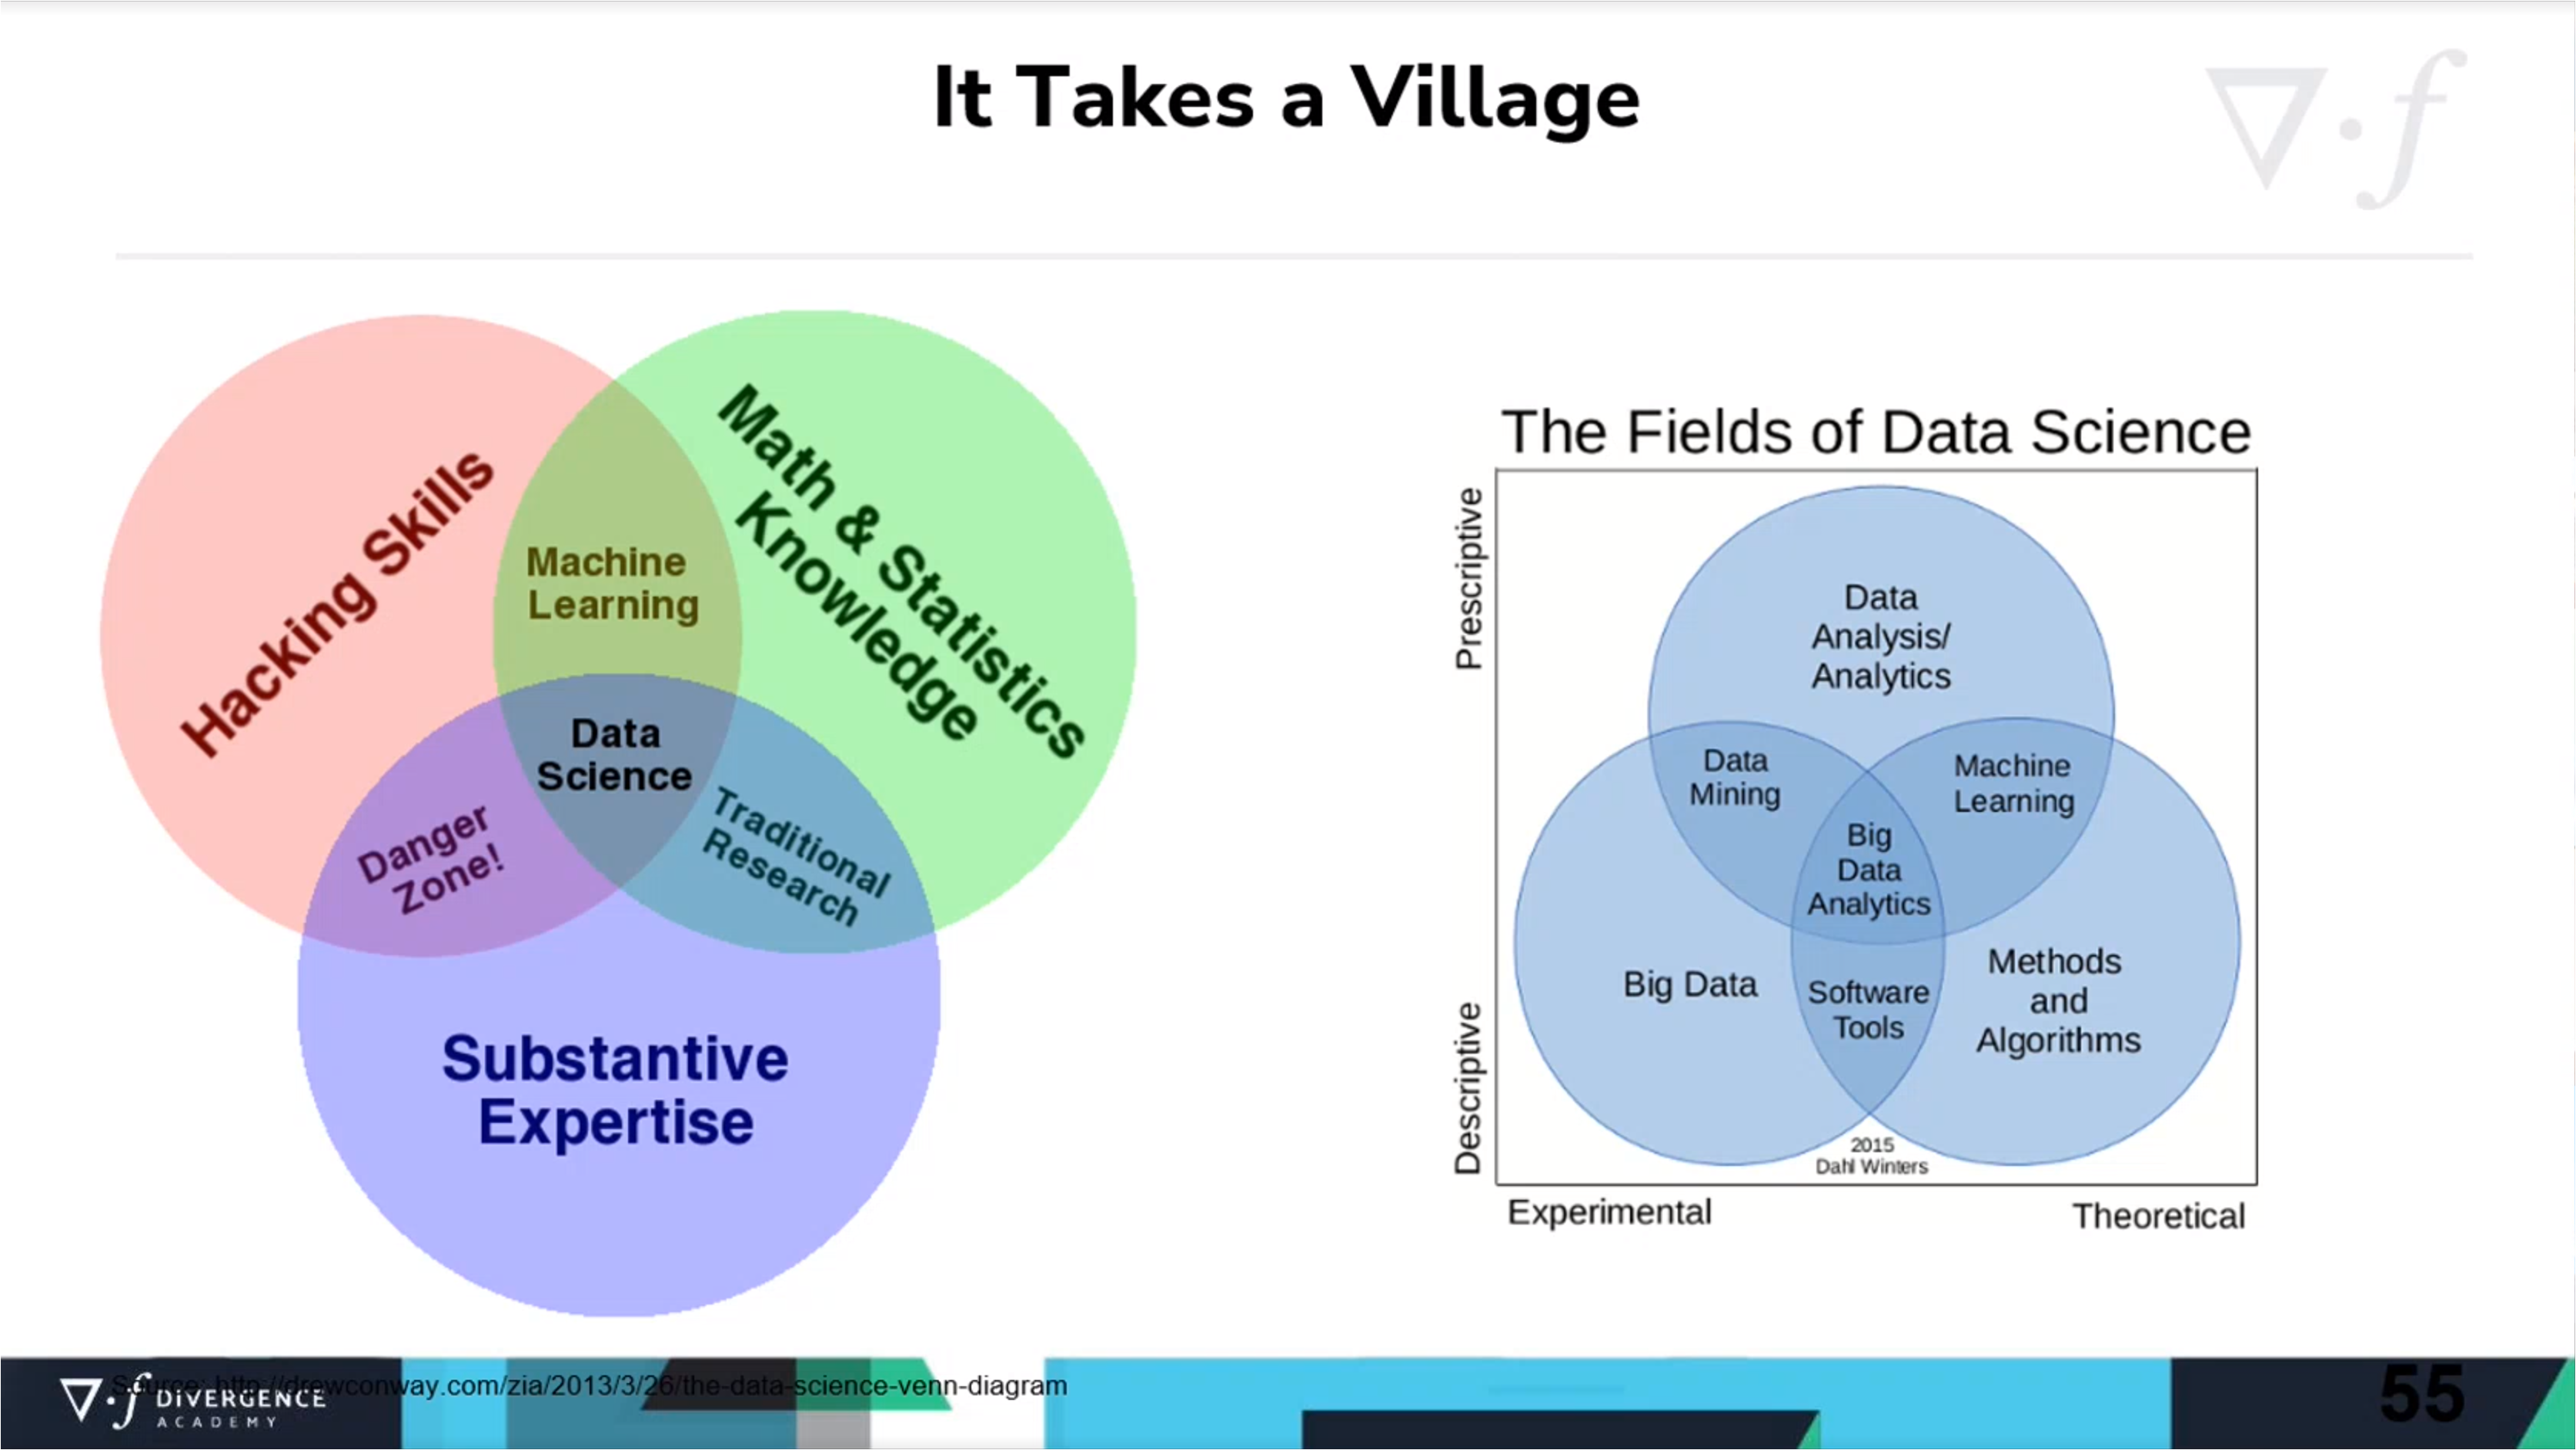 It Takes a Village
∇·f
Hacking Skills
Math & Statistics
Knowledge
Machine
Learning
Data
Science
Danger
Zone!
Traditional
Research
Substantive
Expertise
The Fields of Data Science
Prescriptive
Descriptive
Data
Analysis/
Analytics
Data
Mining
Machine
Learning
Big
Data
Analytics
Big Data
Software
Tools
Methods
and
Algorithms
2015
Dahl Winters
Experimental
Theoretical
Source: http://drewconway.com/zia/2013/3/26/the-data-science-venn-diagram
∇·f DIVERGENCE
ACADEMY
55